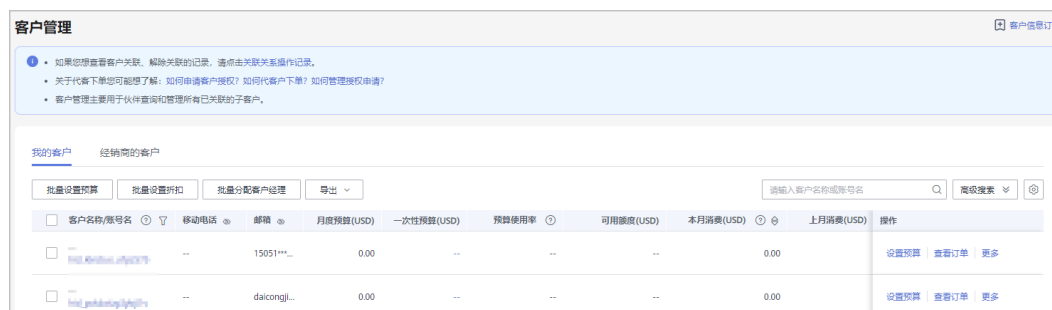 客户管理
客户信息订
如果您想查看客户关联、解除关联的记录，请点击关联关系操作记录。
关于代客下单您可能想了解：如何申请客户授权？如何代客户下单？如何管理授权申请？
客户管理主要用于伙伴查询和管理所有已关联的子客户。
我的客户 经销商的客户
批量设置预算 批量设置折扣 批量分配客户经理 导出 请输入客户名称或账号名 高级搜索
客户名称/账号名 移动电话 邮箱 月度预算(USD) 一次性预算(USD) 预算使用率 可用额度(USD) 本月消费(USD) 上月消费(USD) 操作
--
-- 15051***... 0.00 -- -- -- 0.00 设置预算 查看订单 更多
--
-- daicongji... 0.00 -- -- -- 0.00 设置预算 查看订单 更多